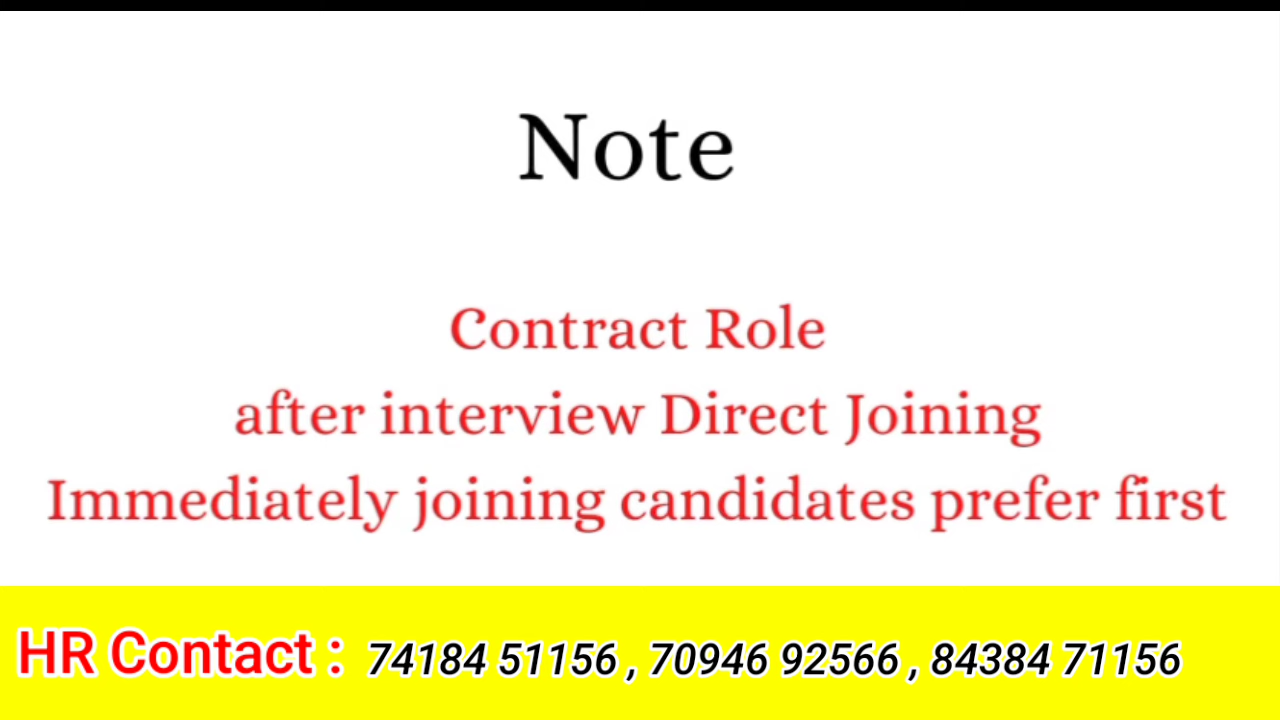 Note
Contract Role
after interview Direct Joining
Immediately joining candidates prefer first
HR Contact : 74184 51156 , 70946 92566 , 84384 71156